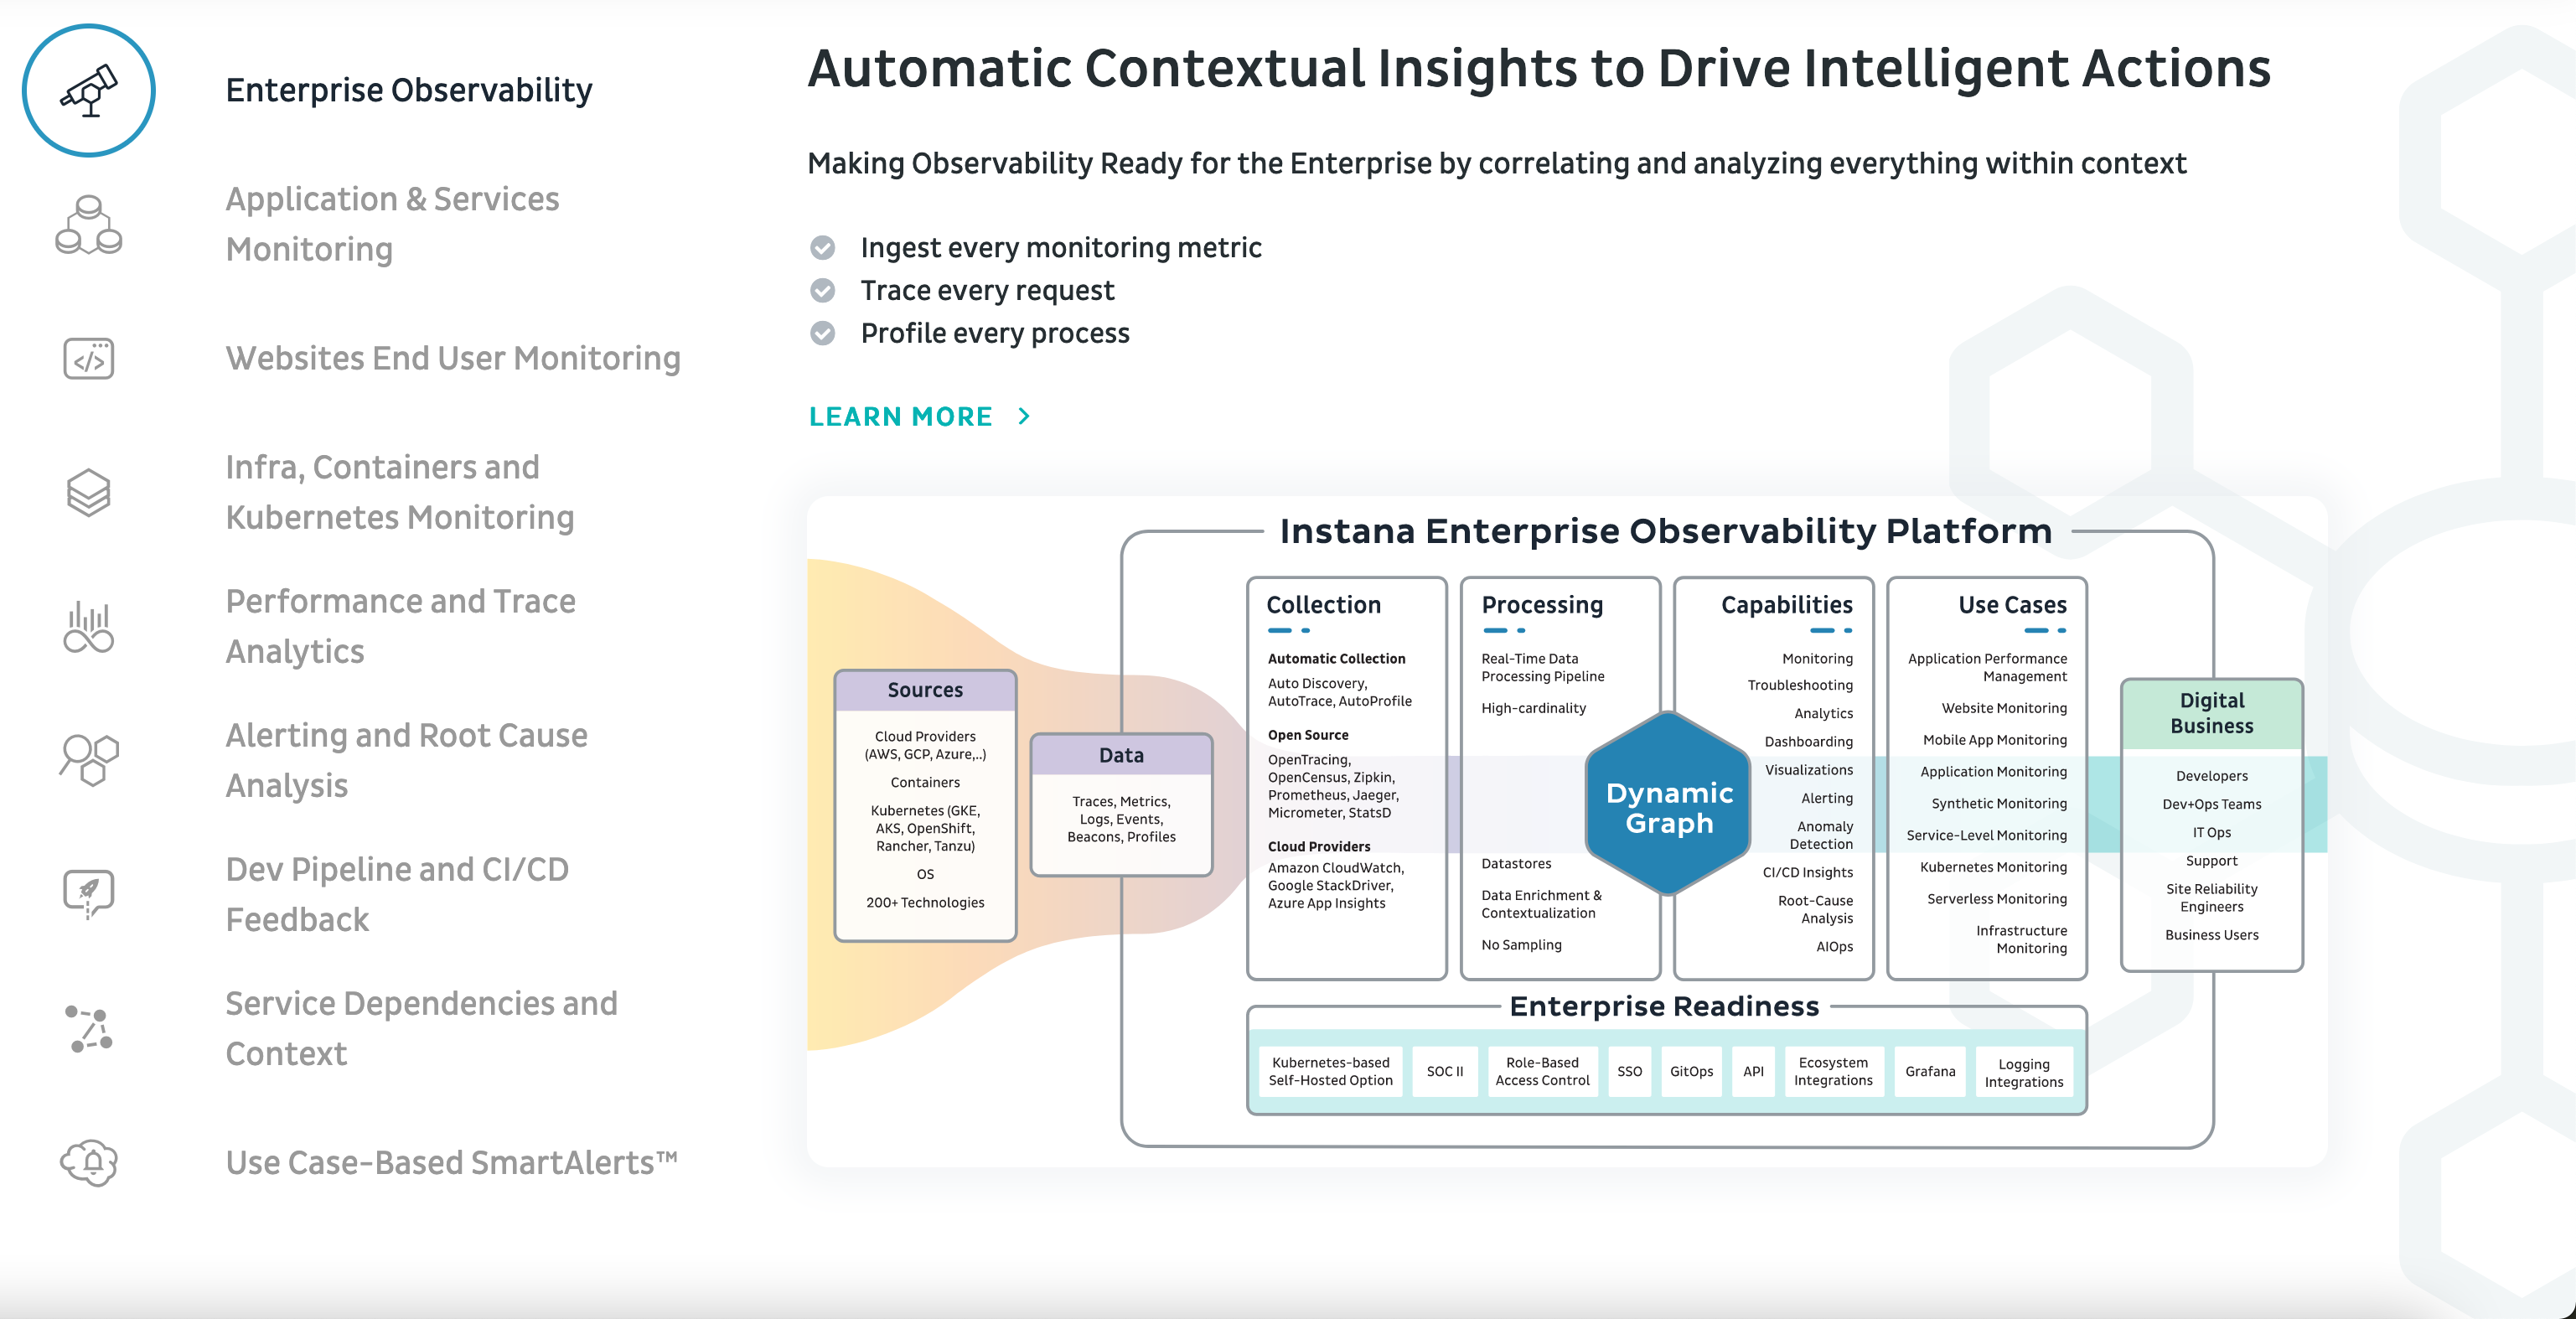 Enterprise Observability
Application & Services
Monitoring
Websites End User Monitoring
Infra, Containers and
Kubernetes Monitoring
Performance and Trace
Analytics
Alerting and Root Cause
Analysis
Dev Pipeline and CI/CD
Feedback
Service Dependencies and
Context
Use Case-Based SmartAlerts™
Automatic Contextual Insights to Drive Intelligent Actions
Making Observability Ready for the Enterprise by correlating and analyzing everything within context
Ingest every monitoring metric
Trace every request
Profile every process
LEARN MORE
Instana Enterprise Observability Platform
Sources
Cloud Providers
(AWS, GCP, Azure,..)
Containers
Kubernetes (GKE,
AKS, OpenShift,
Rancher, Tanzu)
OS
200+ Technologies
Data
Traces, Metrics,
Logs, Events,
Beacons, Profiles
Collection
Automatic Collection
Auto Discovery,
AutoTrace, AutoProfile
Open Source
OpenTracing,
OpenCensus, Zipkin,
Prometheus, Jaeger,
Micrometer, StatsD
Cloud Providers
Amazon CloudWatch,
Google StackDriver,
Azure App Insights
Processing
Real-Time Data
Processing Pipeline
High-cardinality
Datastores
Data Enrichment &
Contextualization
No Sampling
Dynamic
Graph
Capabilities
Monitoring
Troubleshooting
Analytics
Dashboarding
Visualizations
Alerting
Anomaly
Detection
CI/CD Insights
Root-Cause
Analysis
AIOps
Use Cases
Application Performance
Management
Website Monitoring
Mobile App Monitoring
Application Monitoring
Synthetic Monitoring
Service-Level Monitoring
Kubernetes Monitoring
Serverless Monitoring
Infrastructure
Monitoring
Digital
Business
Developers
Dev+Ops Teams
IT Ops
Support
Site Reliability
Engineers
Business Users
Enterprise Readiness
Kubernetes-based
Self-Hosted Option
SOC II
Role-Based
Access Control
SSO
GitOps
API
Ecosystem
Integrations
Grafana
Logging
Integrations